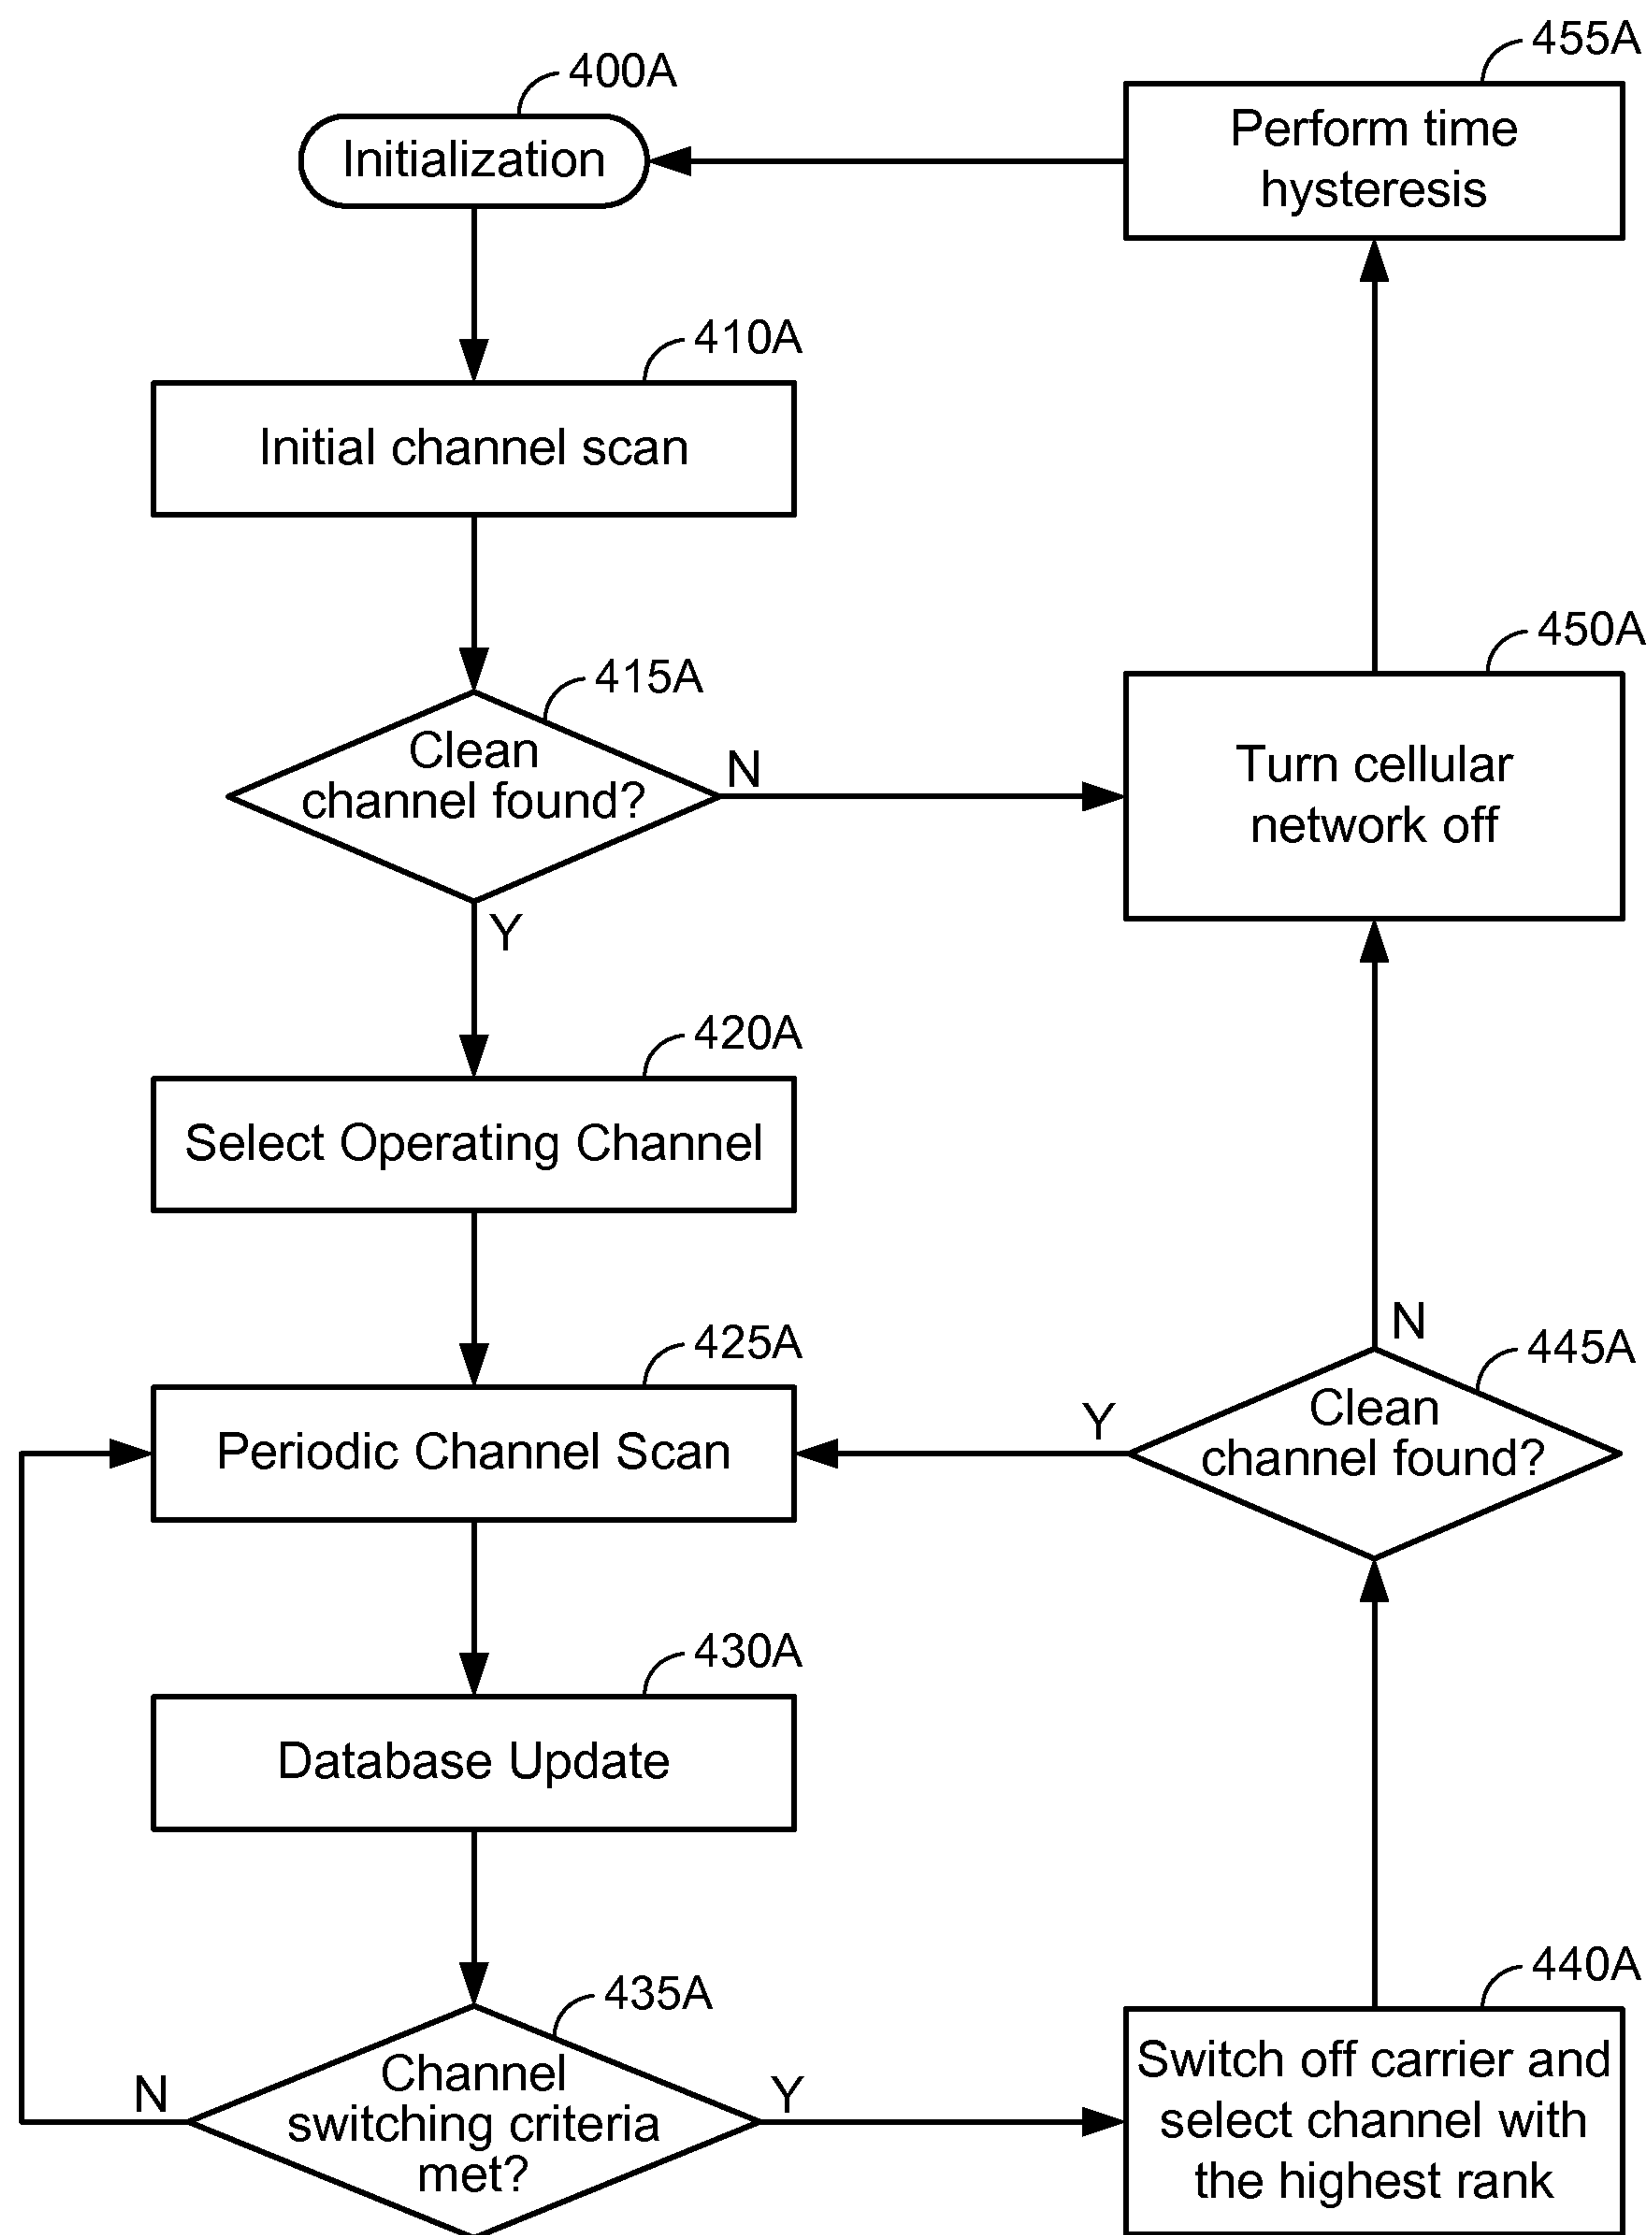 400A
Initialization
455A
Perform time
hysteresis
410A
Initial channel scan
415A
Clean
channel found?
N
Y
450A
Turn cellular
network off
420A
Select Operating Channel
425A
Periodic Channel Scan
445A
Clean
channel found?
N
Y
430A
Database Update
435A
Channel
switching criteria
met?
N
Y
440A
Switch off carrier and
select channel with
the highest rank